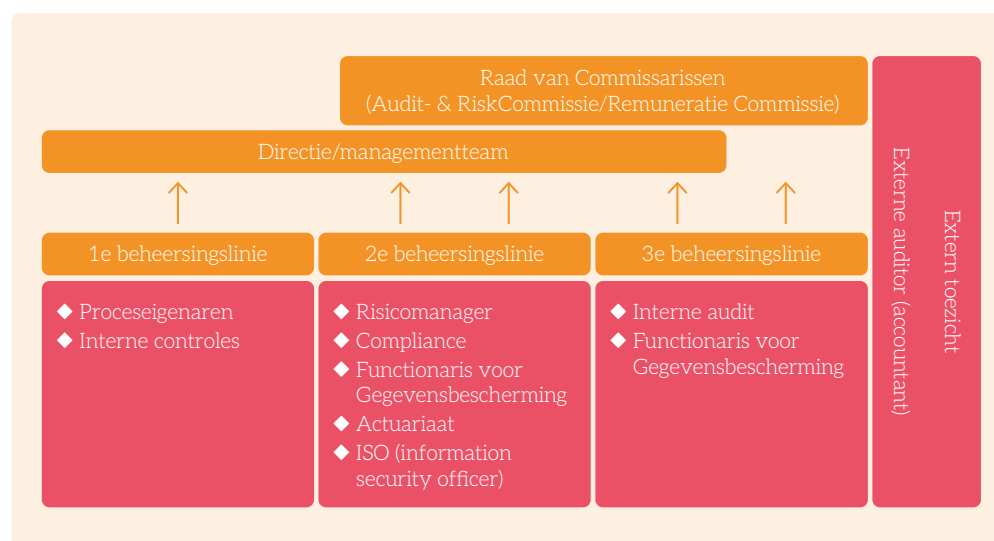 Raad van Commissarissen
(Audit- & RiskCommissie/Remuneratie Commissie)
Directie/managementteam
1e beheersingslinie
◆ Proceseigenaren
◆ Interne controles
2e beheersingslinie
◆ Risicomanager
◆ Compliance
◆ Functionaris voor
Gegevensbescherming
◆ Actuariaat
◆ ISO (information
security officer)
3e beheersingslinie
◆ Interne audit
◆ Functionaris voor
Gegevensbescherming
Extern toezicht
Externe auditor (accountant)